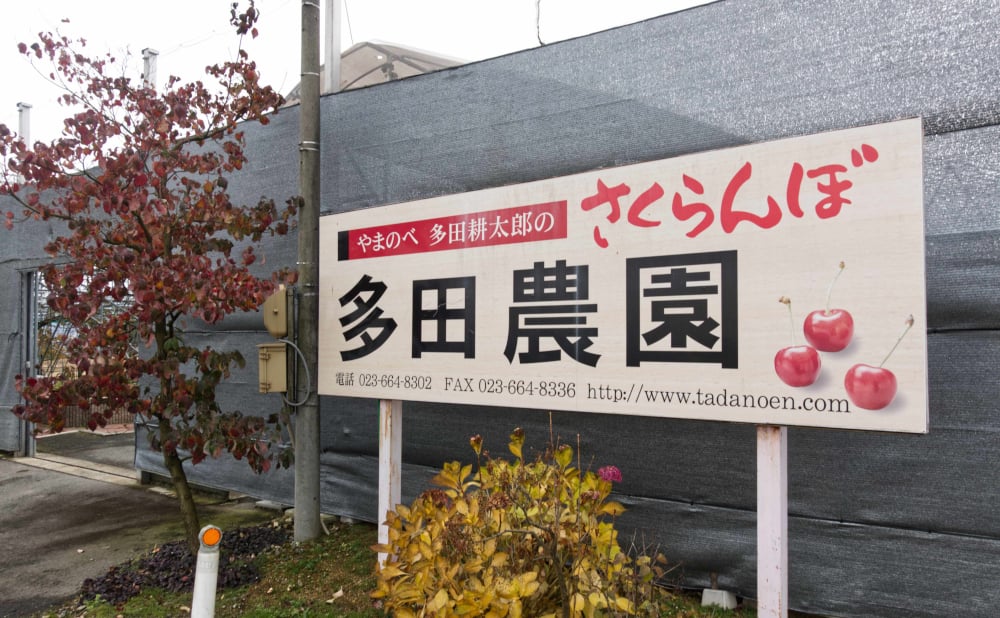 やまのべ 多田耕太郎の さくらんぼ
多田農園
電話 023-664-8302 FAX 023-664-8336 http://www.tadanoen.com